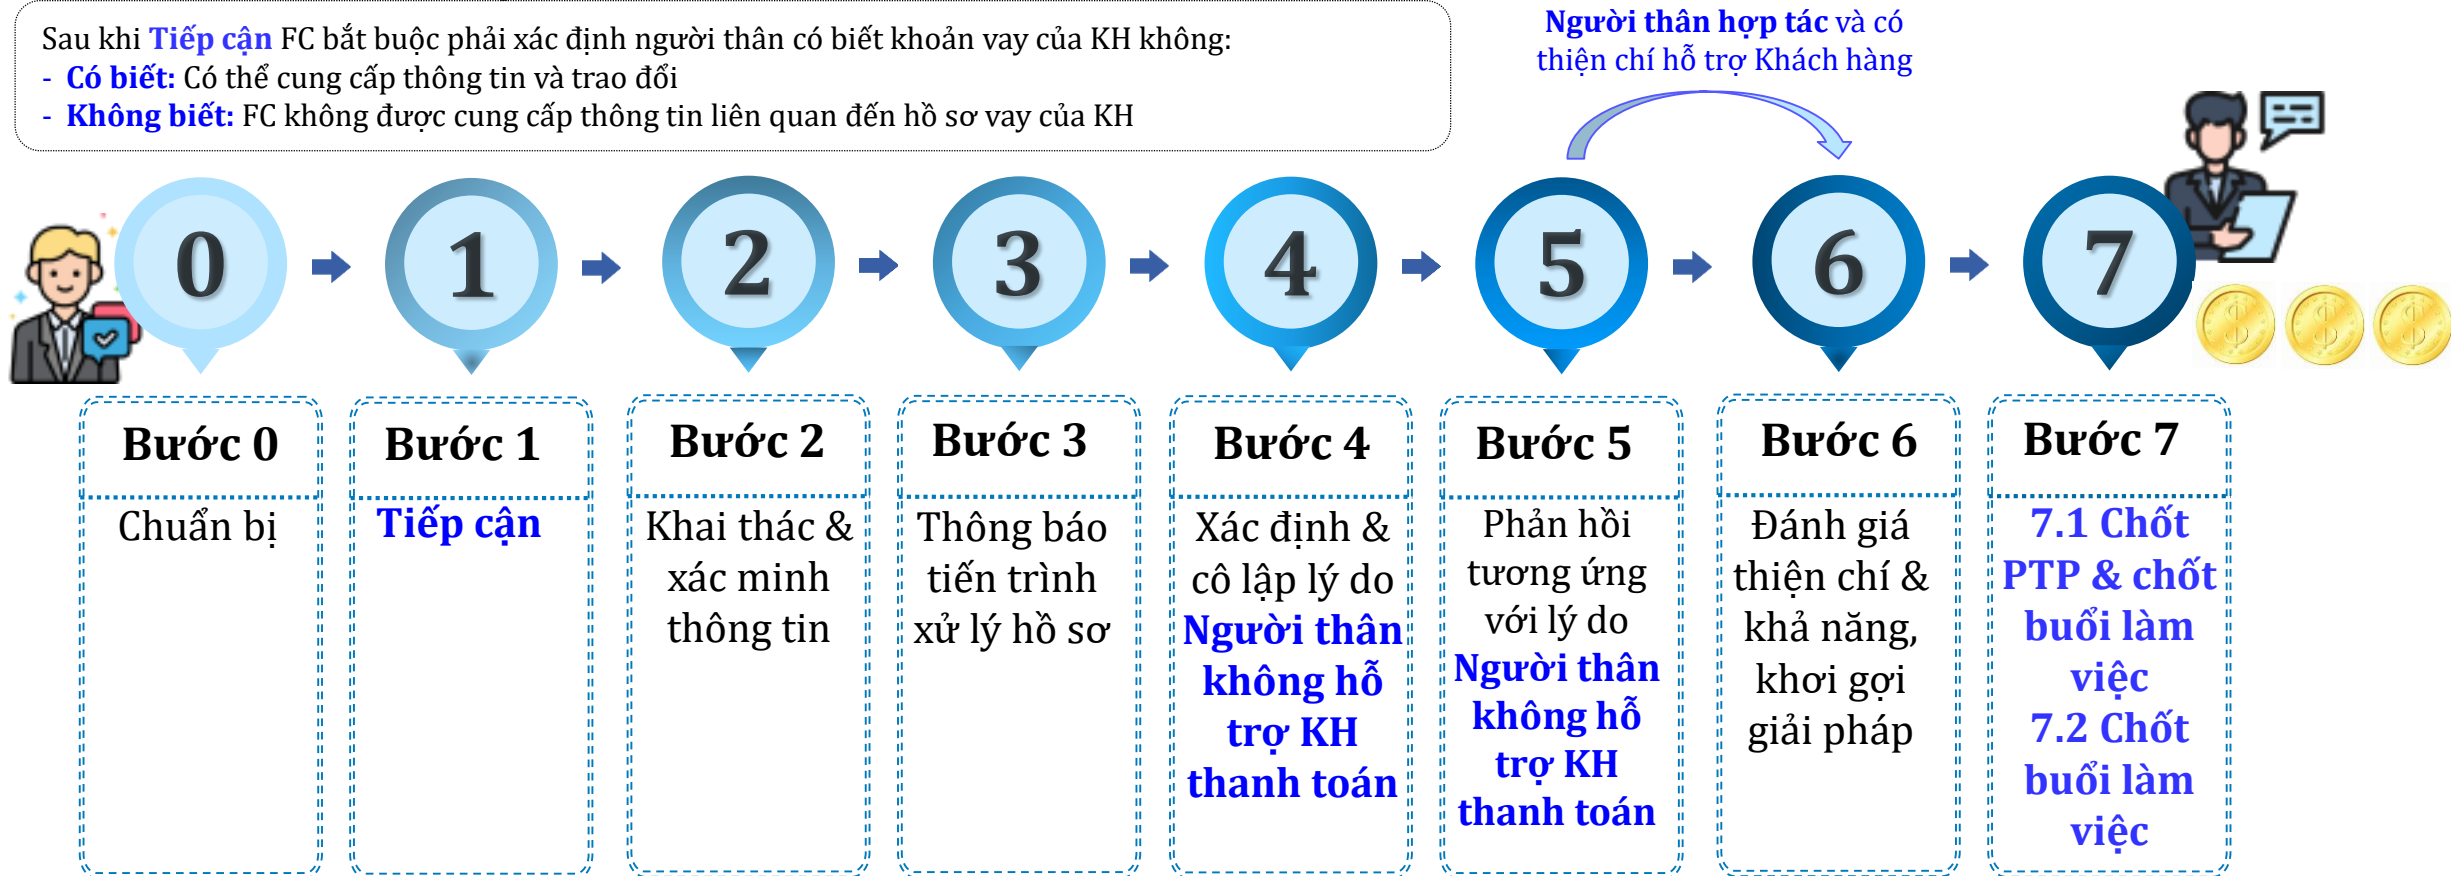 Sau khi Tiếp cận FC bắt buộc phải xác định người thân có biết khoản vay của KH không:
- Có biết: Có thể cung cấp thông tin và trao đổi
- Không biết: FC không được cung cấp thông tin liên quan đến hồ sơ vay của KH
Người thân hợp tác và có
thiện chí hỗ trợ Khách hàng
0
1
2
3
4
5
6
7
Bước 0
Chuẩn bị
Bước 1
Tiếp cận
Bước 2
Khai thác &
xác minh
thông tin
Bước 3
Thông báo
tiến trình
xử lý hồ sơ
Bước 4
Xác định &
cô lập lý do
Người thân
không hỗ
trợ KH
thanh toán
Bước 5
Phản hồi
tương ứng
với lý do
Người thân
không hỗ
trợ KH
thanh toán
Bước 6
Đánh giá
thiện chí &
khả năng,
khơi gợi
giải pháp
Bước 7
7.1 Chốt
PTP & chốt
buổi làm
việc
7.2 Chốt
buổi làm
việc